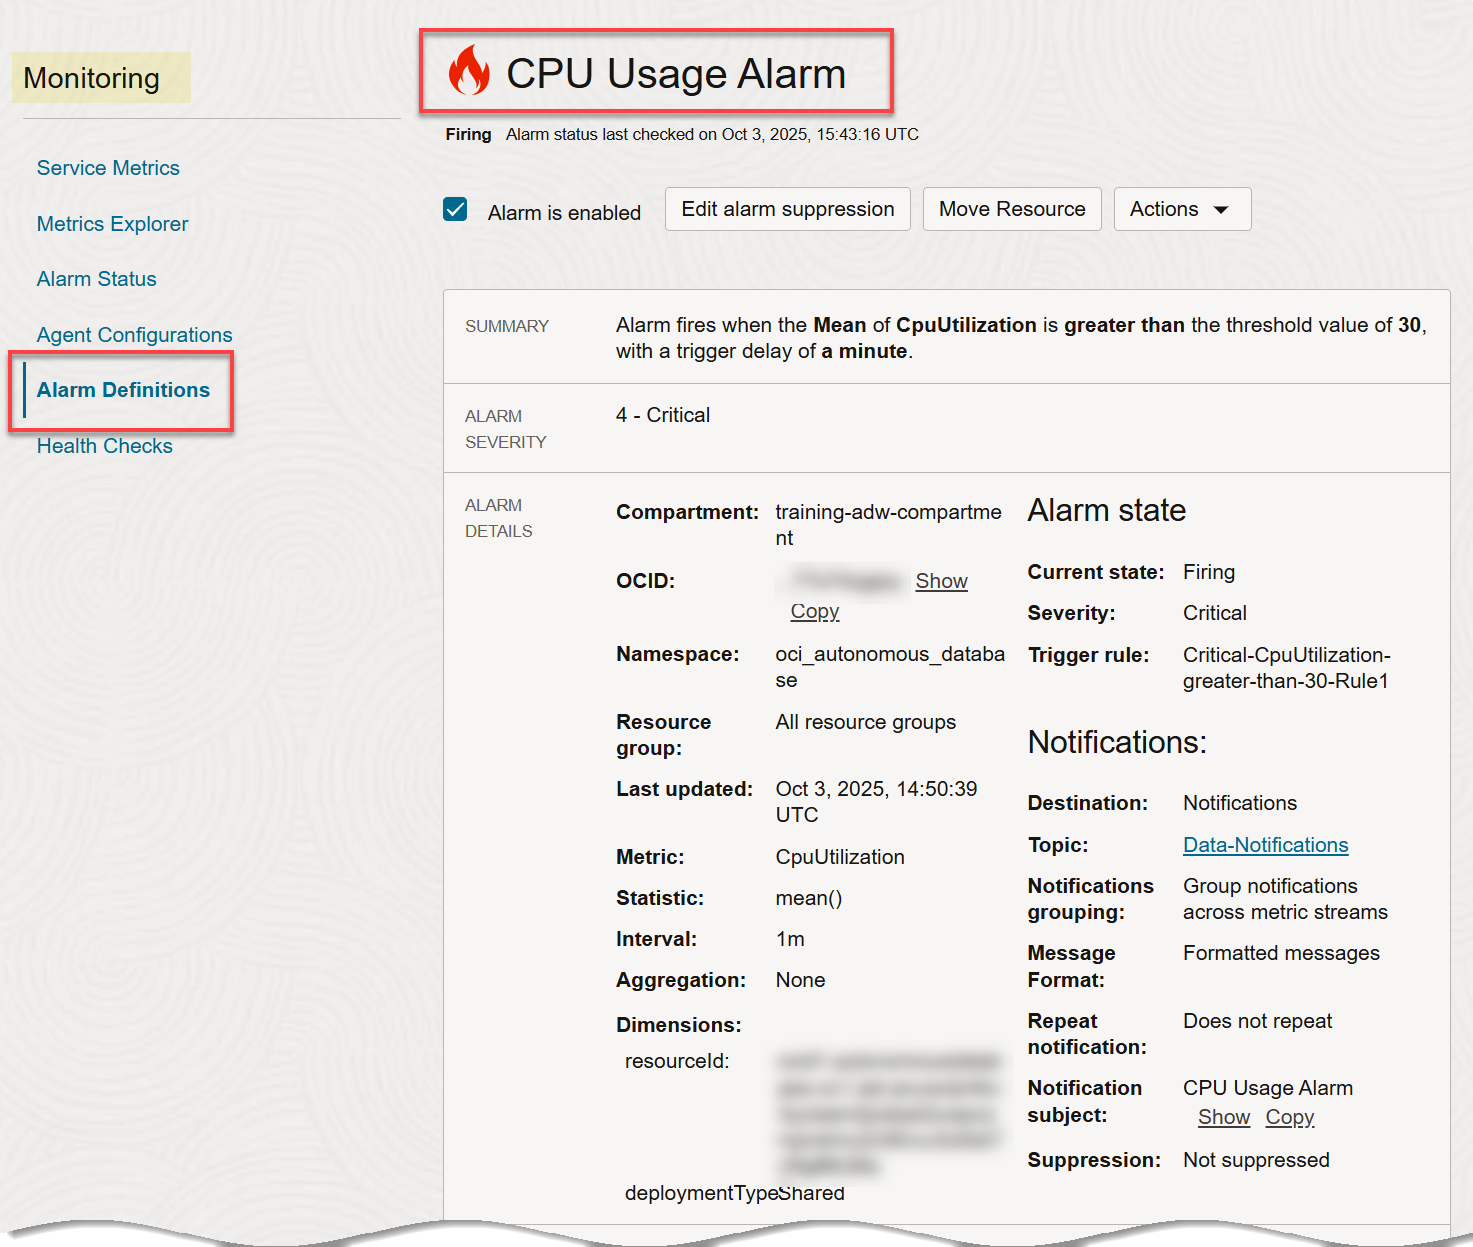 Monitoring
Service Metrics
Metrics Explorer
Alarm Status
Agent Configurations
Alarm Definitions
Health Checks
CPU Usage Alarm
Firing Alarm status last checked on Oct 3, 2025, 15:43:16 UTC
Alarm is enabled
Edit alarm suppression
Move Resource
Actions
SUMMARY
Alarm fires when the Mean of CpuUtilization is greater than the threshold value of 30,
with a trigger delay of a minute.
ALARM
SEVERITY
4 - Critical
ALARM
DETAILS
Compartment: training-adw-compartme
nt
OCID: Show
Copy
Namespace: oci_autonomous_databa
se
Resource
group:
All resource groups
Last updated: Oct 3, 2025, 14:50:39
UTC
Metric: CpuUtilization
Statistic: mean()
Interval: 1m
Aggregation: None
Dimensions:
resourceId:
deploymentTypeShared
Alarm state
Current state: Firing
Severity: Critical
Trigger rule: Critical-CpuUtilization-
greater-than-30-Rule1
Notifications:
Destination: Notifications
Topic: Data-Notifications
Notifications
grouping:
Group notifications
across metric streams
Message
Format:
Formatted messages
Repeat
notification:
Does not repeat
Notification
subject:
CPU Usage Alarm
Show Copy
Suppression: Not suppressed